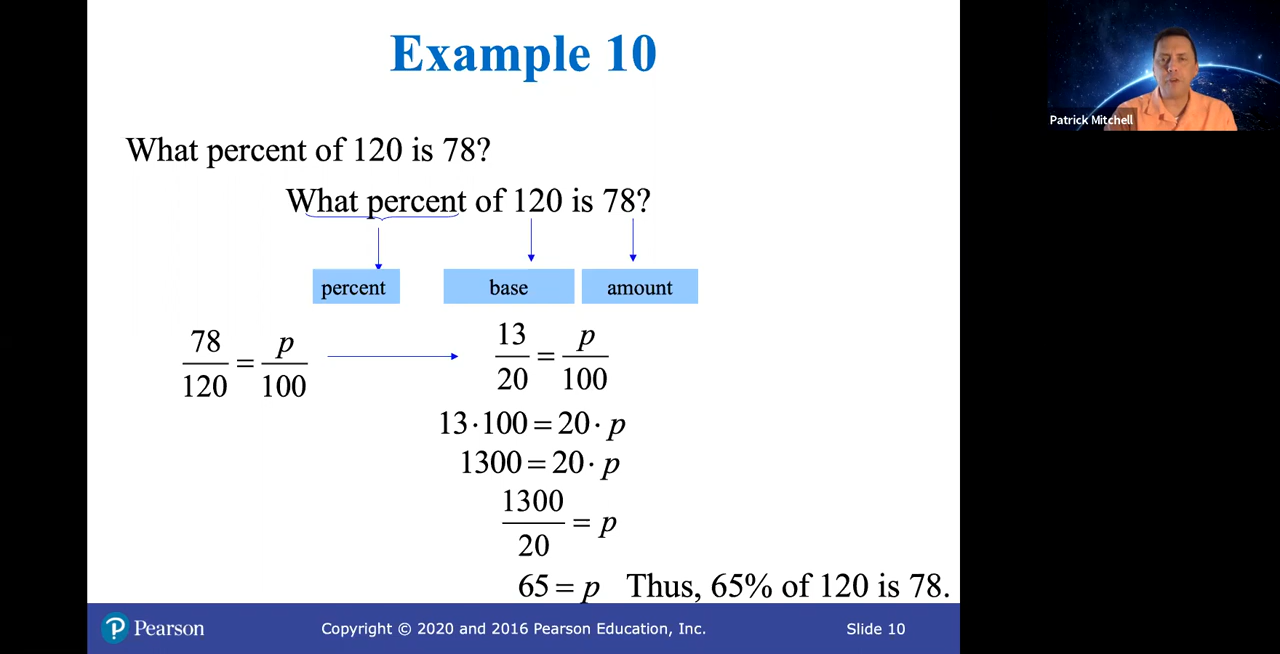 Example 10
What percent of 120 is 78?
What percent of 120 is 78?
percent base amount
78/120 = p/100 13/20 = p/100
13·100 = 20·p
1300 = 20·p
1300/20 = p
65 = p Thus, 65% of 120 is 78.
P Pearson Copyright © 2020 and 2016 Pearson Education, Inc. Slide 10
Patrick Mitchell